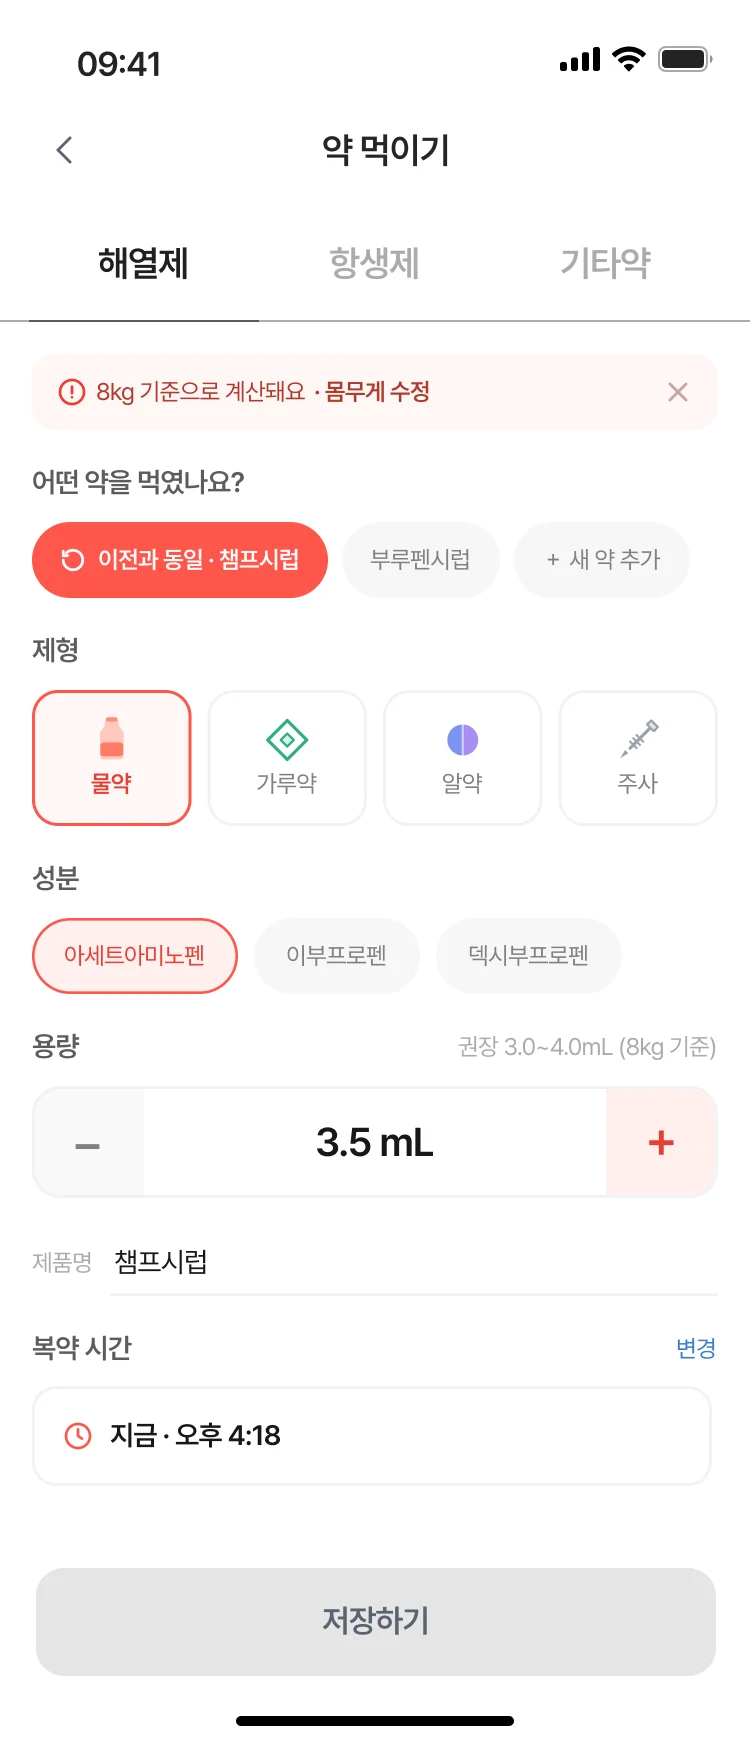 09:41
약 먹이기
해열제 항생제 기타약
8kg 기준으로 계산돼요 · 몸무게 수정
어떤 약을 먹였나요?
이전과 동일 · 챔프시럽 부루펜시럽 + 새 약 추가
제형
물약 가루약 알약 주사
성분
아세트아미노펜 이부프로펜 덱시부프로펜
용량 권장 3.0~4.0mL (8kg 기준)
− 3.5 mL +
제품명 챔프시럽
복약 시간 변경
지금 · 오후 4:18
저장하기